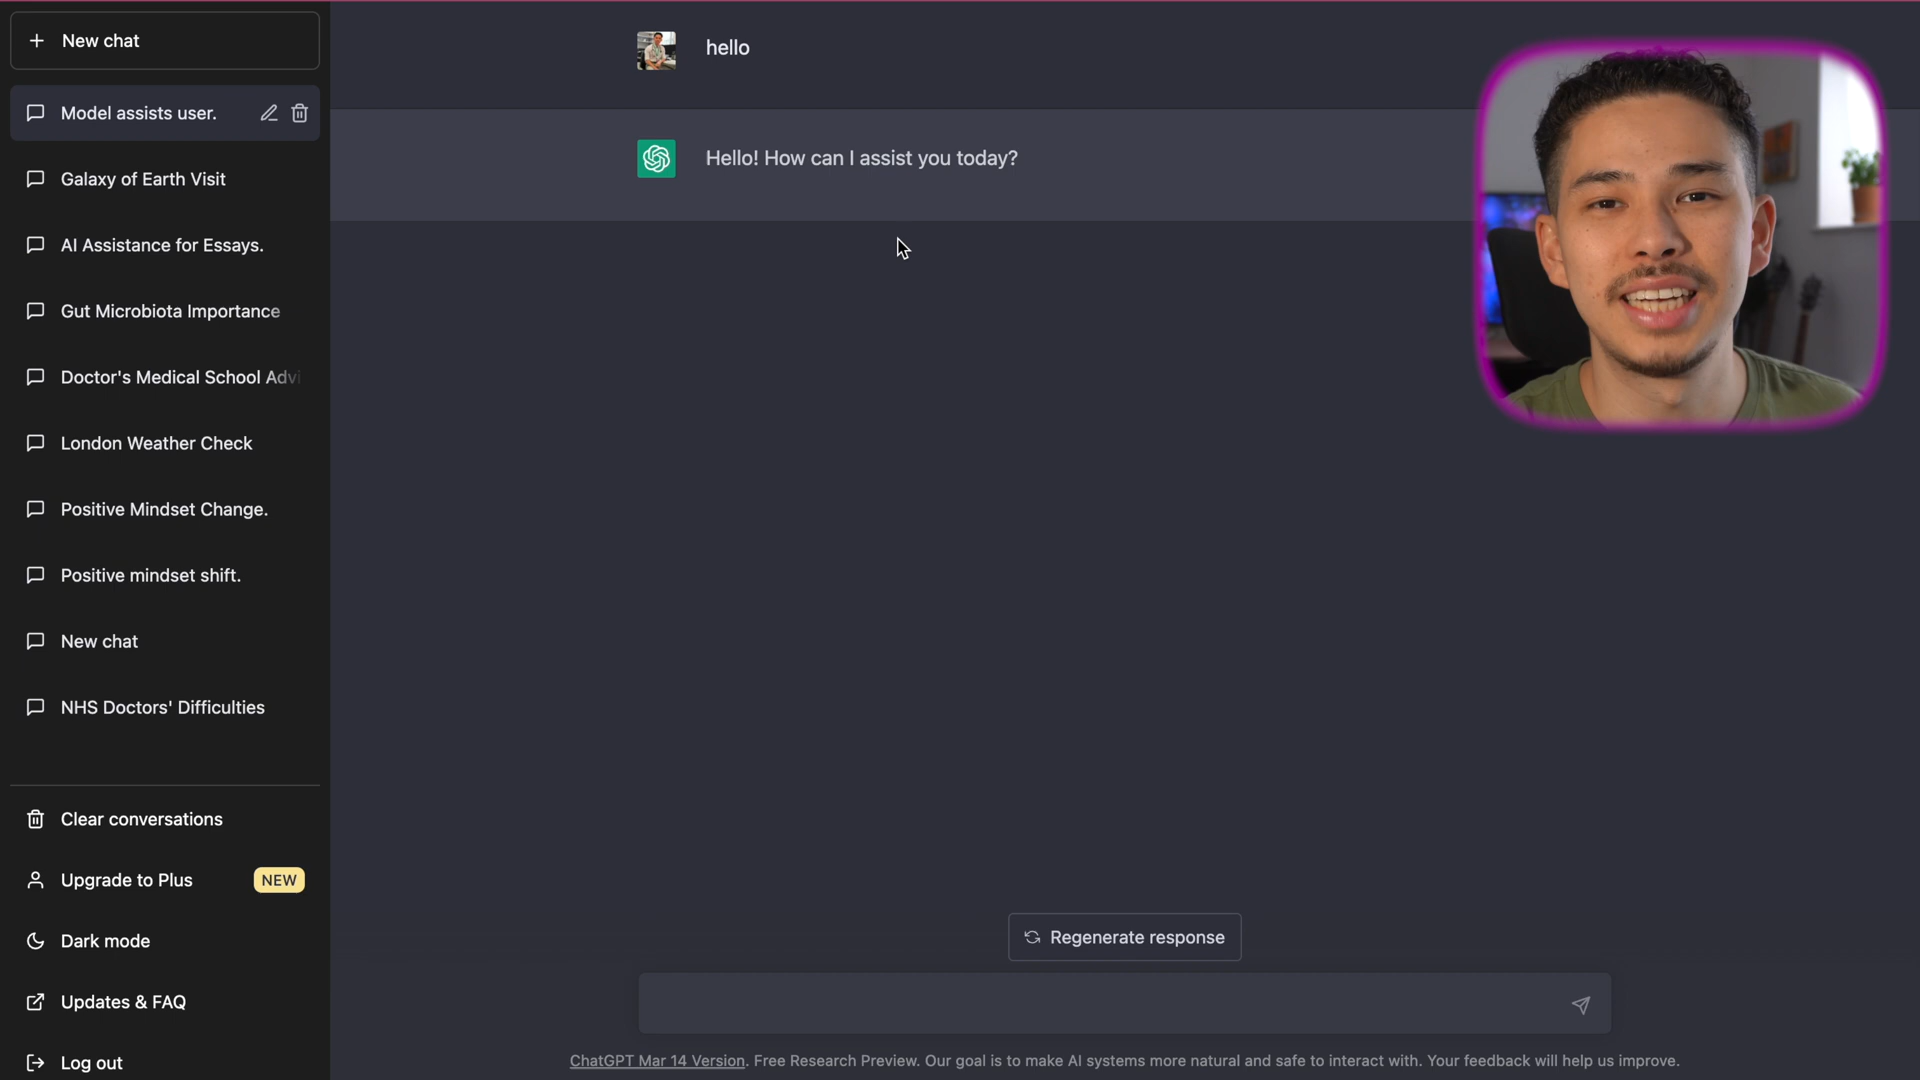 New chat
Model assists user.
Galaxy of Earth Visit
AI Assistance for Essays.
Gut Microbiota Importance
Doctor's Medical School Advi
London Weather Check
Positive Mindset Change.
Positive mindset shift.
New chat
NHS Doctors' Difficulties
Clear conversations
Upgrade to Plus NEW
Dark mode
Updates & FAQ
Log out
hello
Hello! How can I assist you today?
Regenerate response
ChatGPT Mar 14 Version. Free Research Preview. Our goal is to make AI systems more natural and safe to interact with. Your feedback will help us improve.